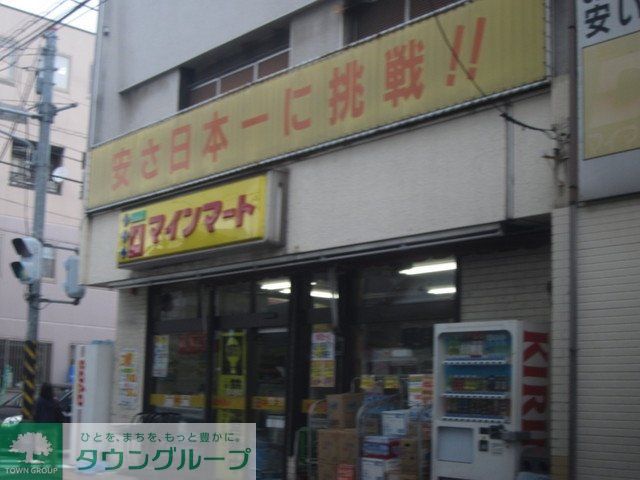 安さ日本一に挑戦!!
マインマート
安い
KIRI
ひとを、まちを、もっと豊かに。
タウングループ
TOWN GROUP